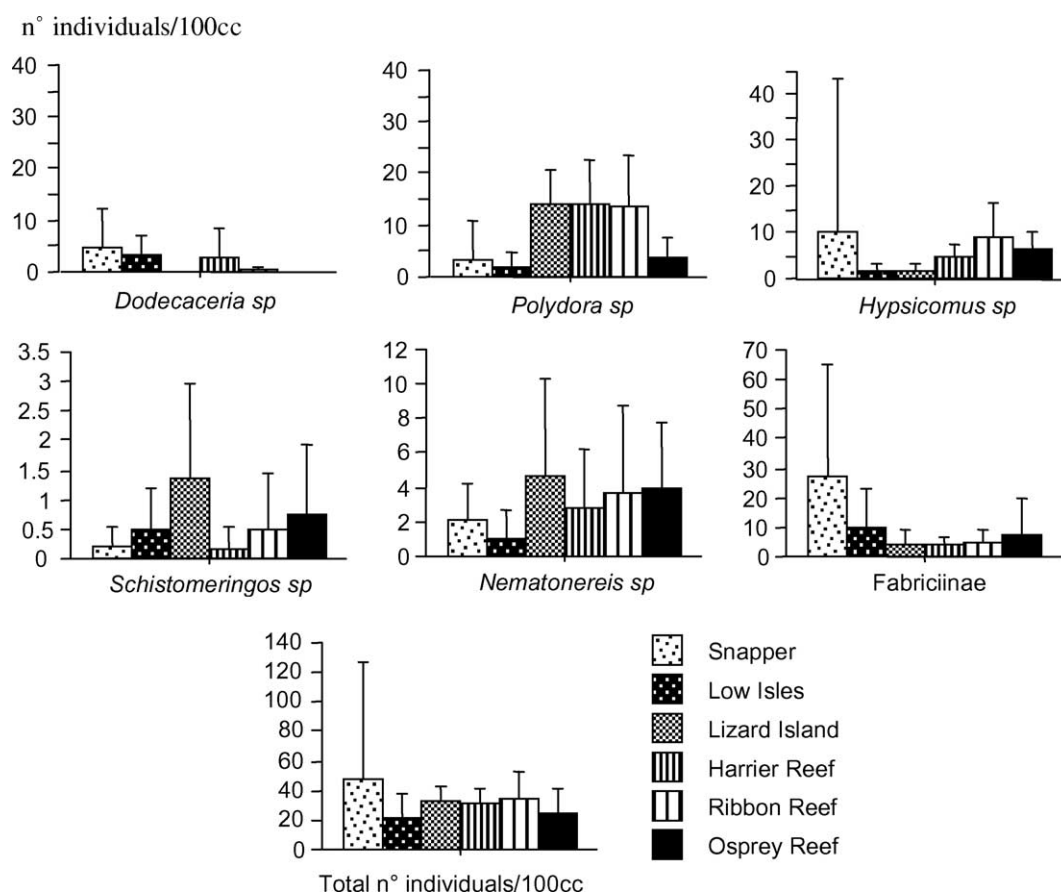 n° individuals/100cc
40 40 40
30 30 30
20 20 20
10 10 10
0 0 0
Dodecaceria sp Polydora sp Hypsicomus sp
3.5 12 70
3 10 60
2.5 8 50
2 6 40
1.5 4 30
1 2 20
0.5 0 10
0 0
Schistomeringos sp Nematonereis sp Fabriciinae
140
120
100
80
60
40
20
0
Total n° individuals/100cc
Snapper
Low Isles
Lizard Island
Harrier Reef
Ribbon Reef
Osprey Reef